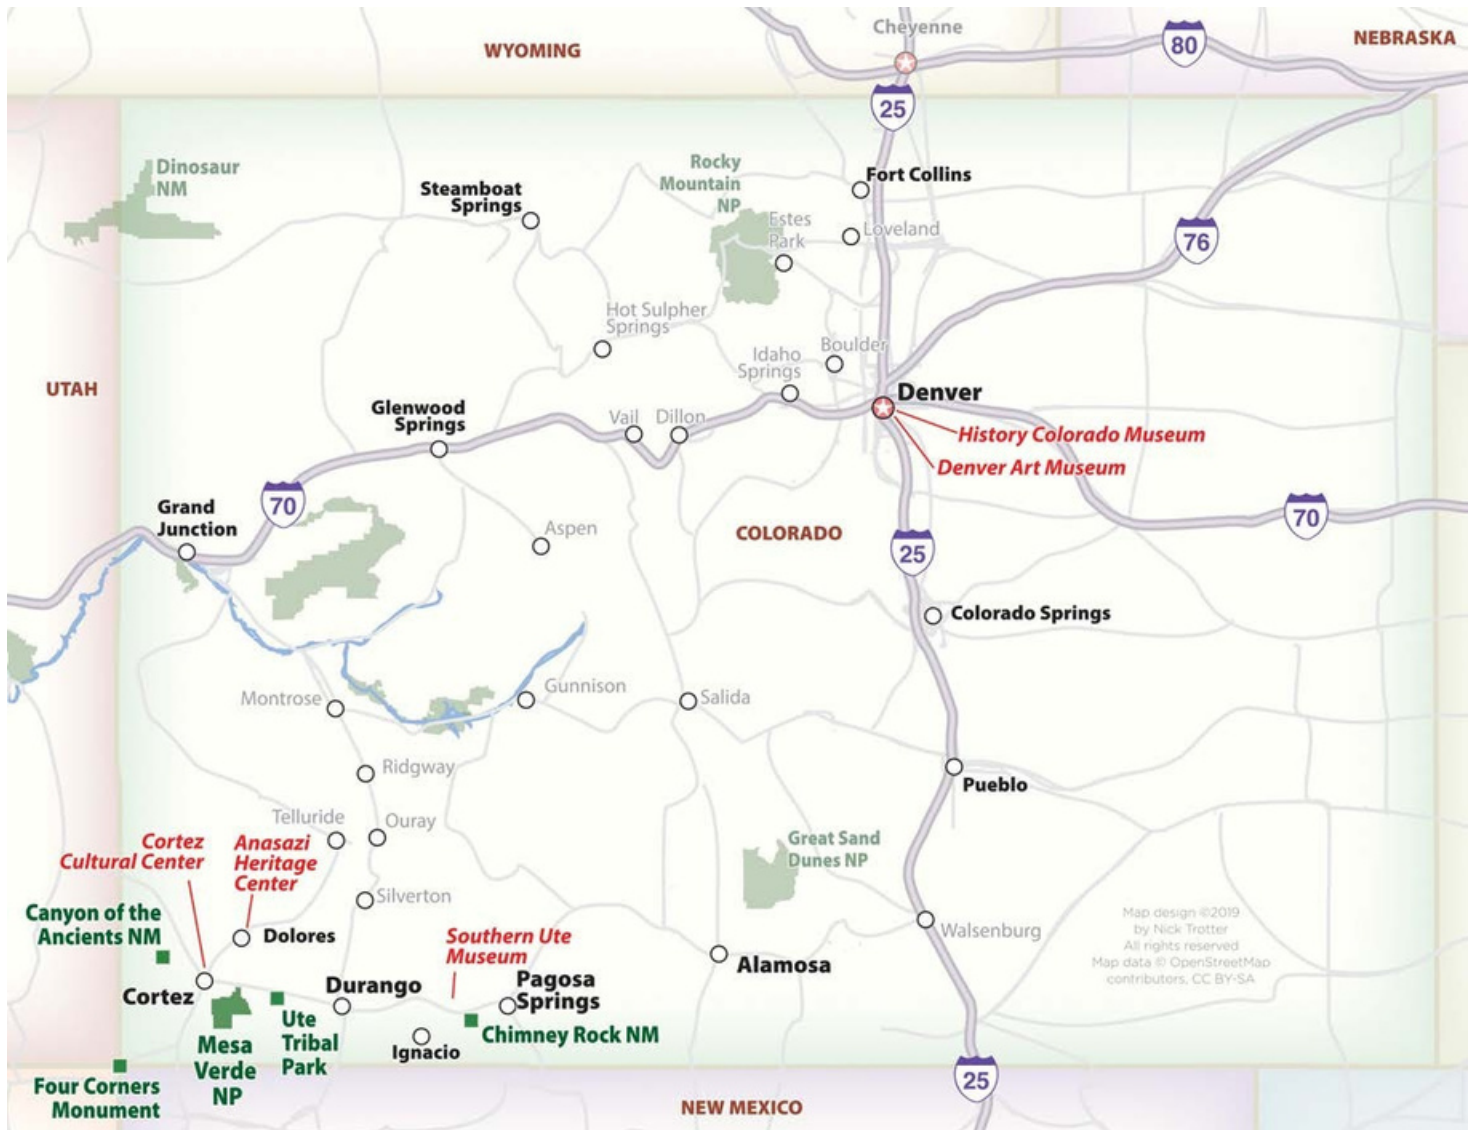 Cheyenne
WYOMING
80
NEBRASKA
25
Dinosaur
NM
Rocky
Mountain
NP
Fort Collins
Steamboat
Springs
Estes
Park
Loveland
76
Hot Sulpher
Springs
Boulder
Idaho
Springs
UTAH
Denver
Glenwood
Springs
Vail
Dillon
History Colorado Museum
Denver Art Museum
70
Grand
Junction
Aspen
COLORADO
70
25
Colorado Springs
Montrose
Gunnison
Salida
Ridgway
Pueblo
Telluride
Ouray
Cortez
Cultural Center
Anasazi
Heritage
Center
Great Sand
Dunes NP
Silverton
Canyon of the
Ancients NM
Dolores
Southern Ute
Museum
Walsenburg
Map design ©2019
by Nick Trotter
All rights reserved
Map data © OpenStreetMap
contributors, CC BY-SA
Alamosa
Cortez
Durango
Pagosa
Springs
Mesa
Verde
NP
Ute
Tribal
Park
Ignacio
Chimney Rock NM
Four Corners
Monument
25
NEW MEXICO